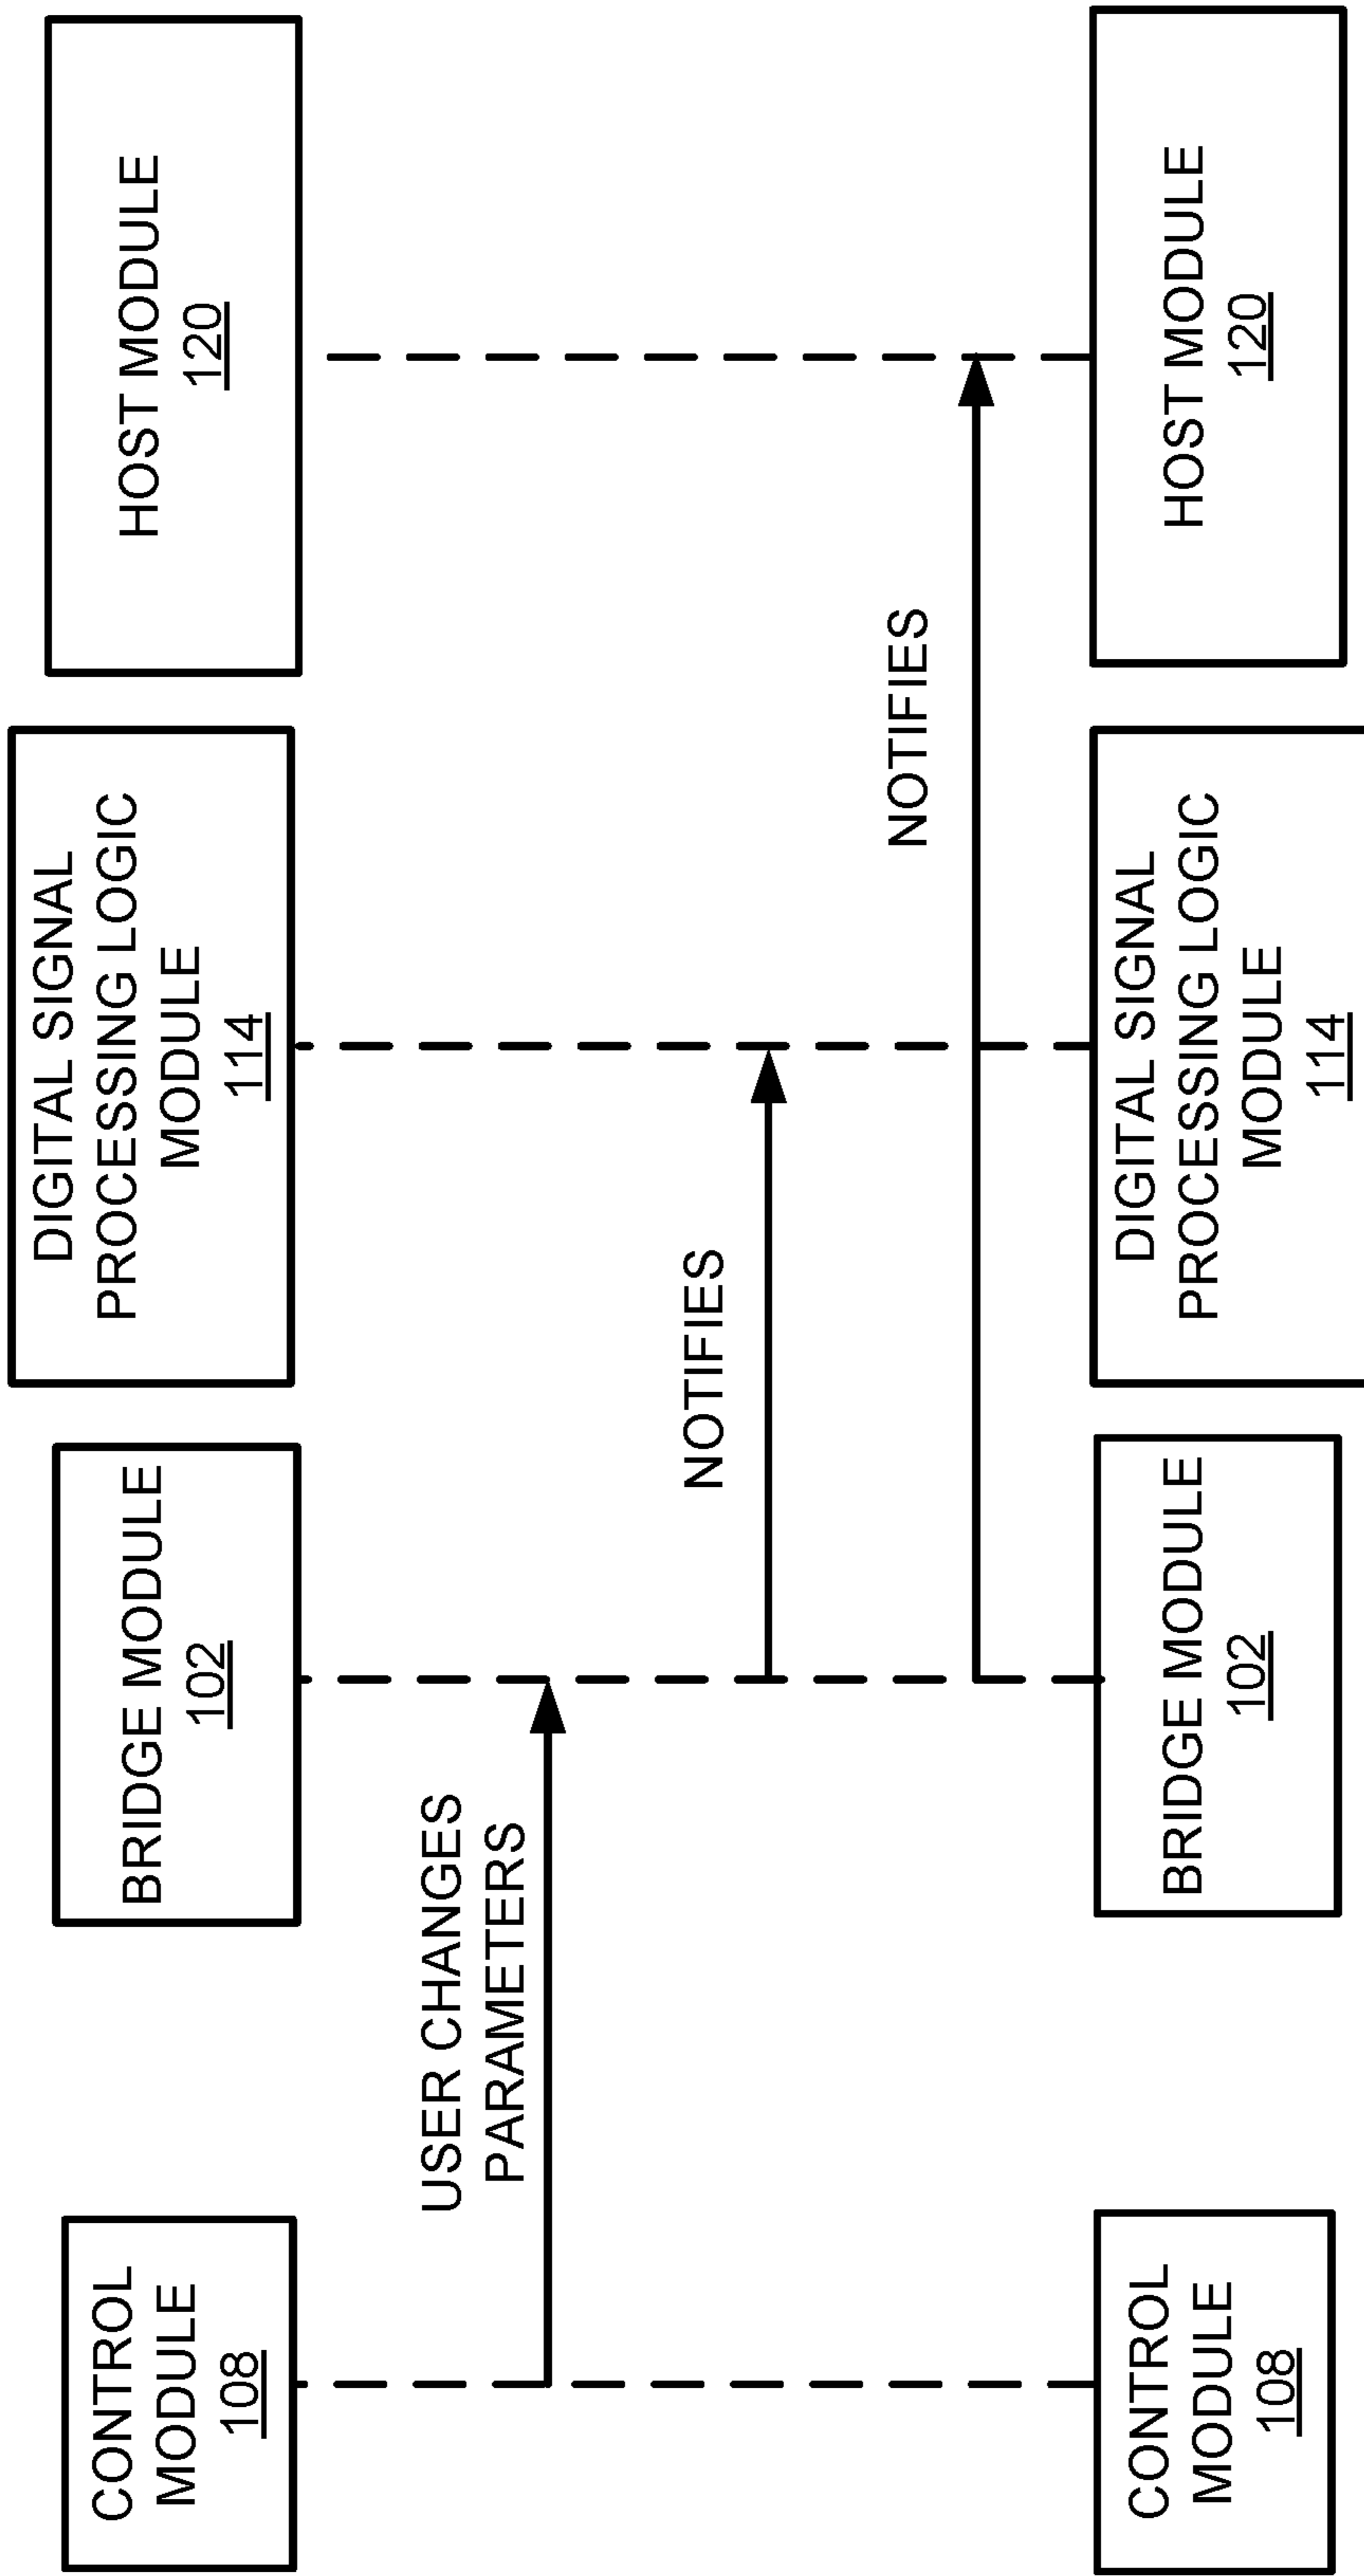 CONTROL
MODULE
108
BRIDGE MODULE
102
DIGITAL SIGNAL
PROCESSING LOGIC
MODULE
114
HOST MODULE
120
USER CHANGES
PARAMETERS
NOTIFIES
NOTIFIES
CONTROL
MODULE
108
BRIDGE MODULE
102
DIGITAL SIGNAL
PROCESSING LOGIC
MODULE
114
HOST MODULE
120